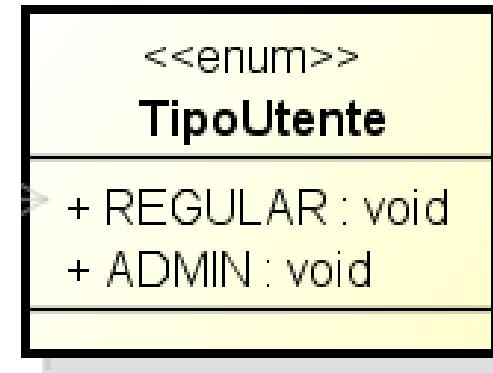 <<enum>>
TipoUtente
+ REGULAR : void
+ ADMIN : void